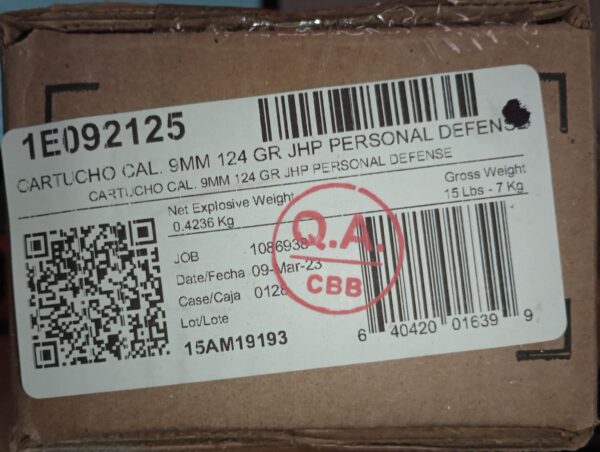 1E092125
CARTUCHO CAL. 9MM 124 GR JHP PERSONAL DEFENSE
CARTUCHO CAL. 9MM 124 GR JHP PERSONAL DEFENSE
Net Explosive Weight
0.4236 Kg
Gross Weight
15 Lbs - 7 Kg
JOB 1086938
Date/Fecha 09-Mar-23
Case/Caja 0128
Lot/Lote
15AM19193
Q.A.
CBB
6 40420 01639 9